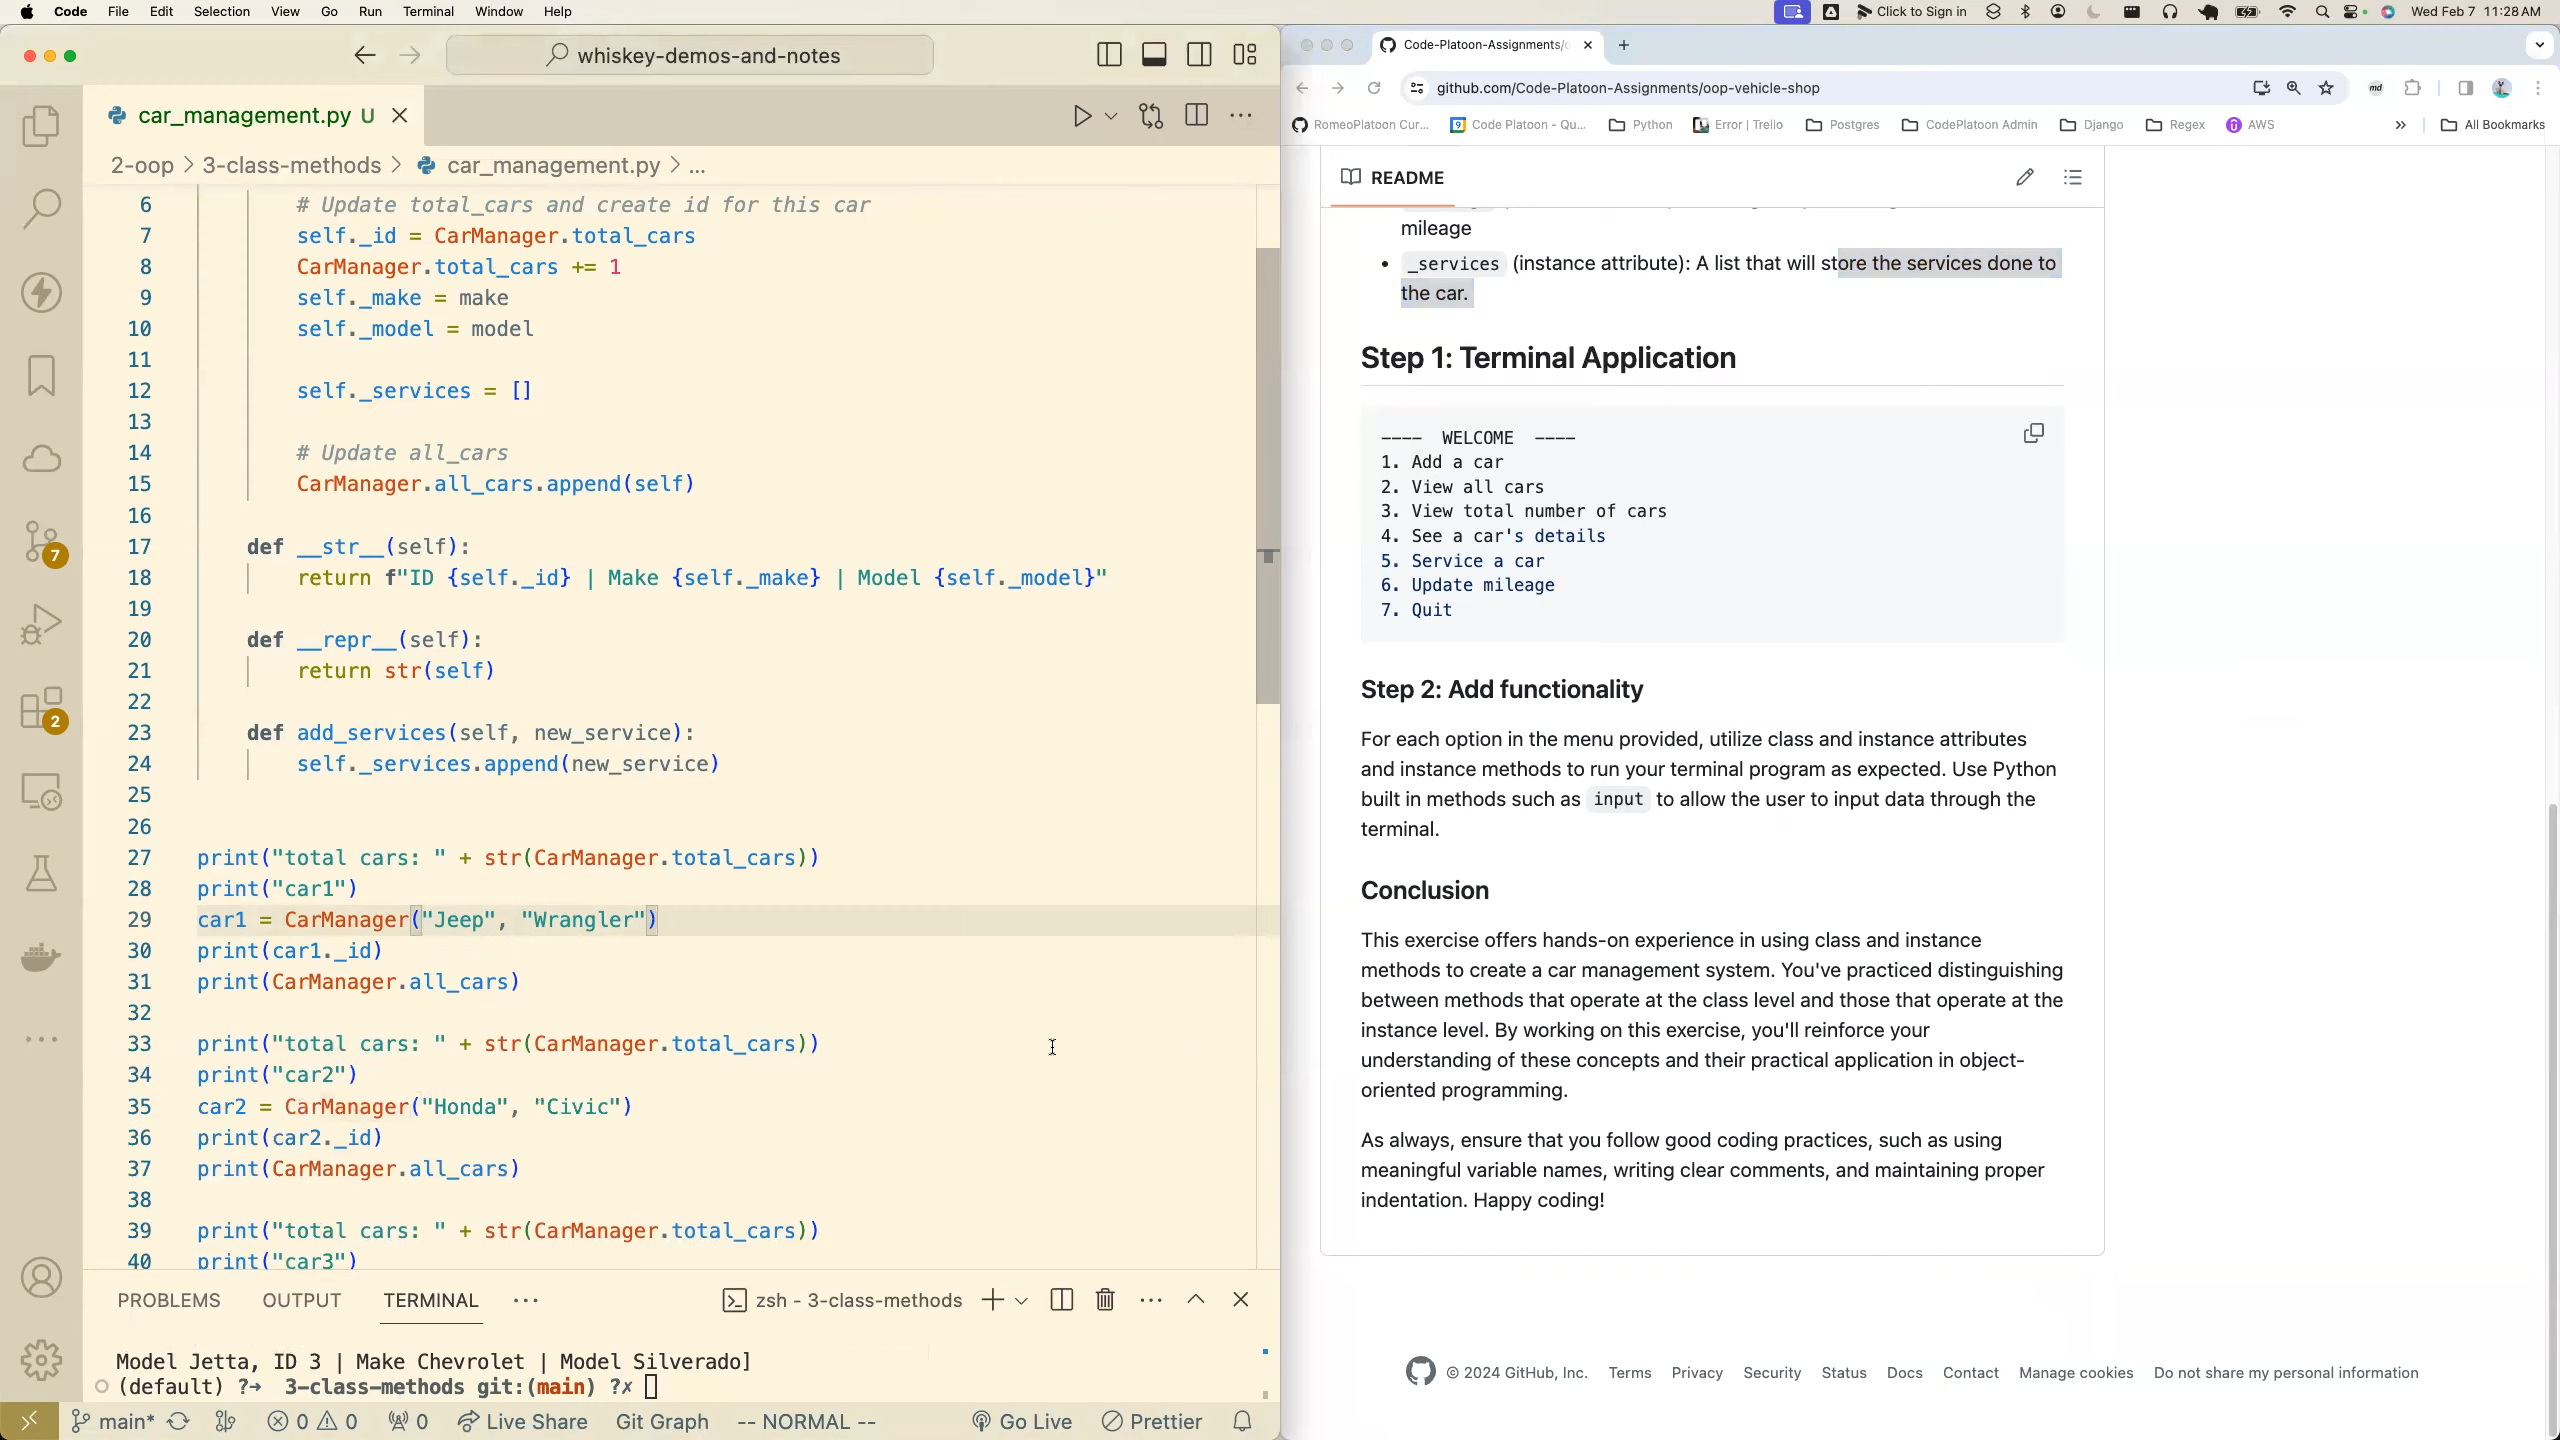 Code File Edit Selection View Go Run Terminal Window Help
Click to Sign in Wed Feb 7 11:28 AM
whiskey-demos-and-notes
car_management.py U
2-oop > 3-class-methods > car_management.py > ...
6 # Update total_cars and create id for this car
7 self._id = CarManager.total_cars
8 CarManager.total_cars += 1
9 self._make = make
10 self._model = model
11
12 self._services = []
13
14 # Update all_cars
15 CarManager.all_cars.append(self)
16
17 def __str__(self):
18 return f"ID {self._id} | Make {self._make} | Model {self._model}"
19
20 def __repr__(self):
21 return str(self)
22
23 def add_services(self, new_service):
24 self._services.append(new_service)
25
26
27 print("total cars: " + str(CarManager.total_cars))
28 print("car1")
29 car1 = CarManager("Jeep", "Wrangler")
30 print(car1._id)
31 print(CarManager.all_cars)
32
33 print("total cars: " + str(CarManager.total_cars))
34 print("car2")
35 car2 = CarManager("Honda", "Civic")
36 print(car2._id)
37 print(CarManager.all_cars)
38
39 print("total cars: " + str(CarManager.total_cars))
40 print("car3")
7
2
PROBLEMS OUTPUT TERMINAL ... zsh - 3-class-methods
Model Jetta, ID 3 | Make Chevrolet | Model Silverado]
(default) ?→ 3-class-methods git:(main) ?✗
main* 0 0 0 Live Share Git Graph -- NORMAL -- Go Live Prettier
Code-Platoon-Assignments/
github.com/Code-Platoon-Assignments/oop-vehicle-shop
RomeoPlatoon Cur... Code Platoon - Qu... Python Error | Trello Postgres CodePlatoon Admin Django Regex AWS » All Bookmarks
README
mileage
• _services (instance attribute): A list that will store the services done to
the car.
Step 1: Terminal Application
---- WELCOME ----
1. Add a car
2. View all cars
3. View total number of cars
4. See a car's details
5. Service a car
6. Update mileage
7. Quit
Step 2: Add functionality
For each option in the menu provided, utilize class and instance attributes
and instance methods to run your terminal program as expected. Use Python
built in methods such as input to allow the user to input data through the
terminal.
Conclusion
This exercise offers hands-on experience in using class and instance
methods to create a car management system. You've practiced distinguishing
between methods that operate at the class level and those that operate at the
instance level. By working on this exercise, you'll reinforce your
understanding of these concepts and their practical application in object-
oriented programming.
As always, ensure that you follow good coding practices, such as using
meaningful variable names, writing clear comments, and maintaining proper
indentation. Happy coding!
© 2024 GitHub, Inc. Terms Privacy Security Status Docs Contact Manage cookies Do not share my personal information